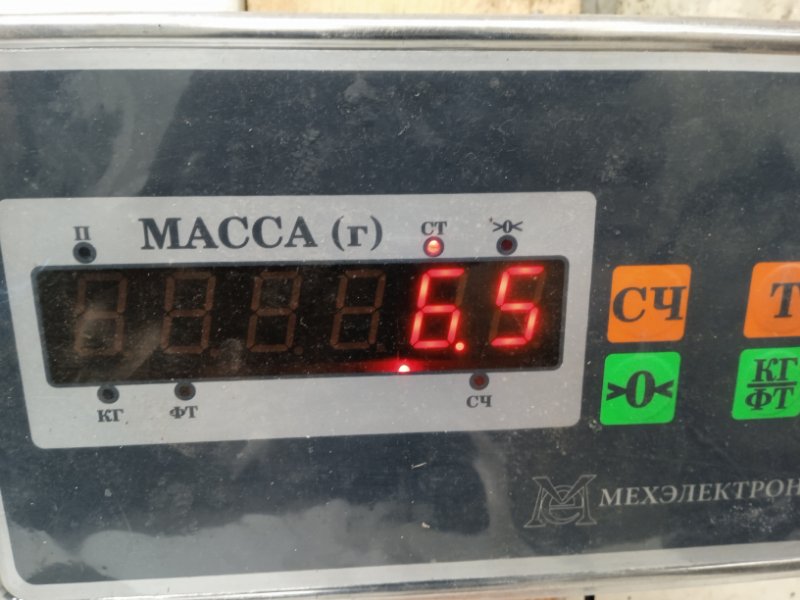 П
МАССА (г)
СТ
>0<
6.5
КГ
ФТ
СЧ
СЧ
Т
>0<
КГ
ФТ
МЕХЭЛЕКТРОН